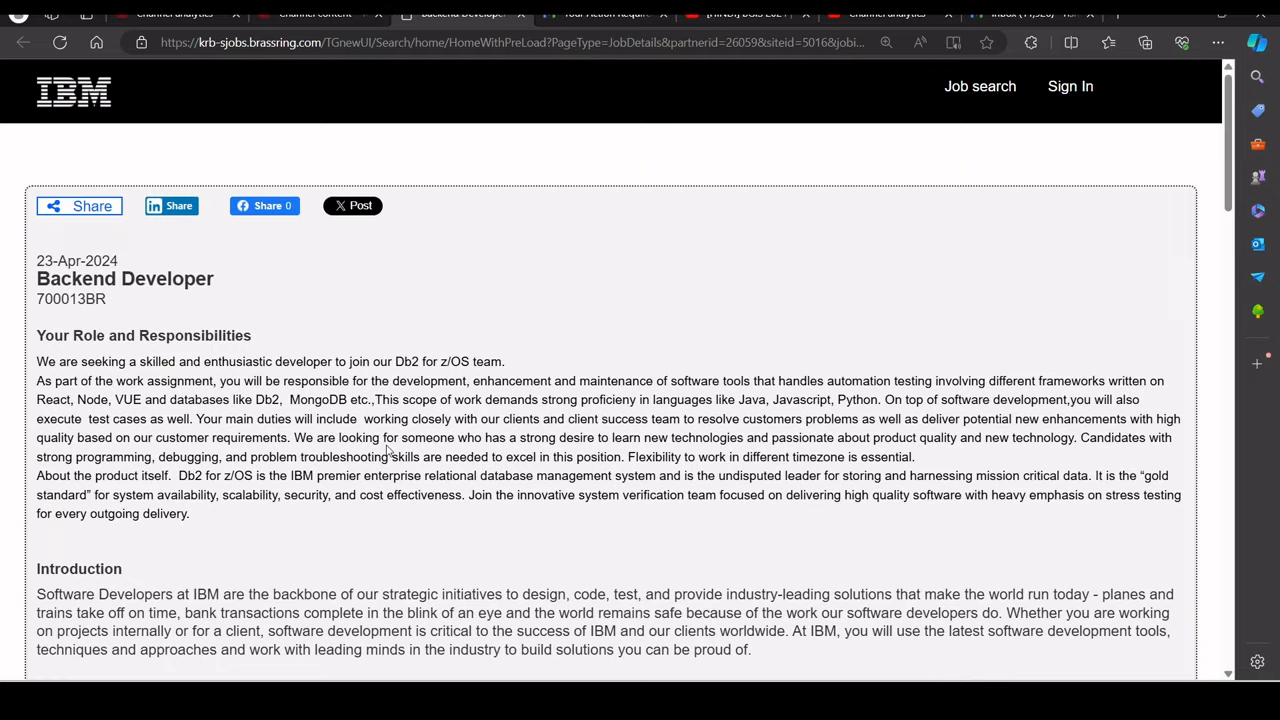 Channel analytics
Channel content
Backend Developer
Channel analytics
https://krb-sjobs.brassring.com/TGnewUI/Search/home/HomeWithPreLoad?PageType=JobDetails&partnerid=26059&siteid=5016&jobi...
IBM
Job search
Sign In
Share
in Share
Share 0
X Post
23-Apr-2024
Backend Developer
700013BR
Your Role and Responsibilities
We are seeking a skilled and enthusiastic developer to join our Db2 for z/OS team.
As part of the work assignment, you will be responsible for the development, enhancement and maintenance of software tools that handles automation testing involving different frameworks written on
React, Node, VUE and databases like Db2,  MongoDB etc.,This scope of work demands strong proficieny in languages like Java, Javascript, Python. On top of software development,you will also
execute  test cases as well. Your main duties will include  working closely with our clients and client success team to resolve customers problems as well as deliver potential new enhancements with high
quality based on our customer requirements. We are looking for someone who has a strong desire to learn new technologies and passionate about product quality and new technology. Candidates with
strong programming, debugging, and problem troubleshooting skills are needed to excel in this position. Flexibility to work in different timezone is essential.
About the product itself.  Db2 for z/OS is the IBM premier enterprise relational database management system and is the undisputed leader for storing and harnessing mission critical data. It is the “gold
standard” for system availability, scalability, security, and cost effectiveness. Join the innovative system verification team focused on delivering high quality software with heavy emphasis on stress testing
for every outgoing delivery.
Introduction
Software Developers at IBM are the backbone of our strategic initiatives to design, code, test, and provide industry-leading solutions that make the world run today - planes and
trains take off on time, bank transactions complete in the blink of an eye and the world remains safe because of the work our software developers do. Whether you are working
on projects internally or for a client, software development is critical to the success of IBM and our clients worldwide. At IBM, you will use the latest software development tools,
techniques and approaches and work with leading minds in the industry to build solutions you can be proud of.